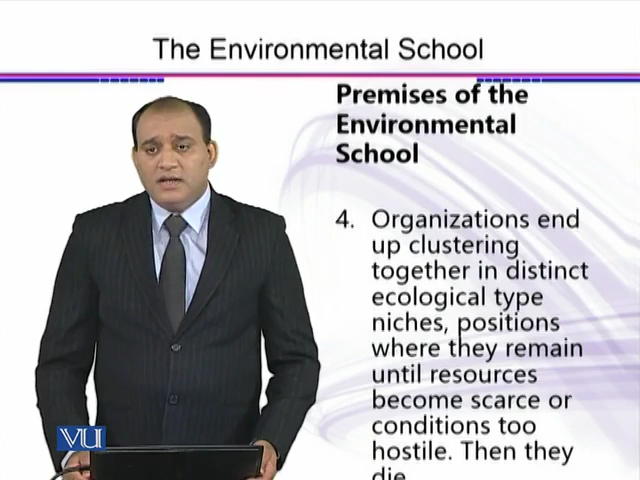 The Environmental School
Premises of the
Environmental
School
4. Organizations end
up clustering
together in distinct
ecological type
niches, positions
where they remain
until resources
become scarce or
conditions too
hostile. Then they
die
VU